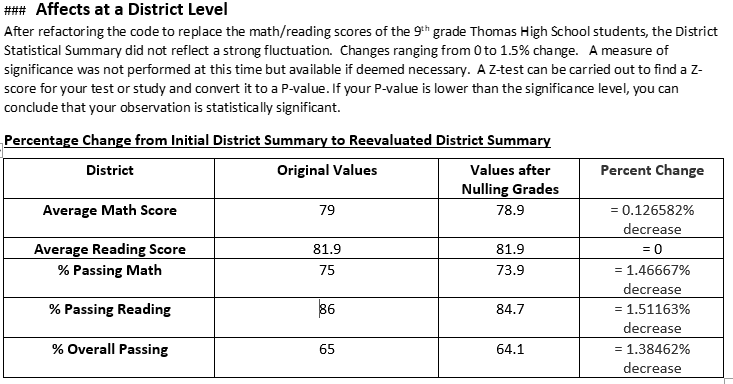 ### Affects at a District Level
After refactoring the code to replace the math/reading scores of the 9th grade Thomas High School students, the District
Statistical Summary did not reflect a strong fluctuation.  Changes ranging from 0 to 1.5% change.  A measure of
significance was not performed at this time but available if deemed necessary.  A Z-test can be carried out to find a Z-
score for your test or study and convert it to a P-value. If your P-value is lower than the significance level, you can
conclude that your observation is statistically significant.
Percentage Change from Initial District Summary to Reevaluated District Summary
District Original Values Values after Percent Change
Nulling Grades
Average Math Score 79 78.9 = 0.126582%
decrease
Average Reading Score 81.9 81.9 = 0
% Passing Math 75 73.9 = 1.46667%
decrease
% Passing Reading 86 84.7 = 1.51163%
decrease
% Overall Passing 65 64.1 = 1.38462%
decrease